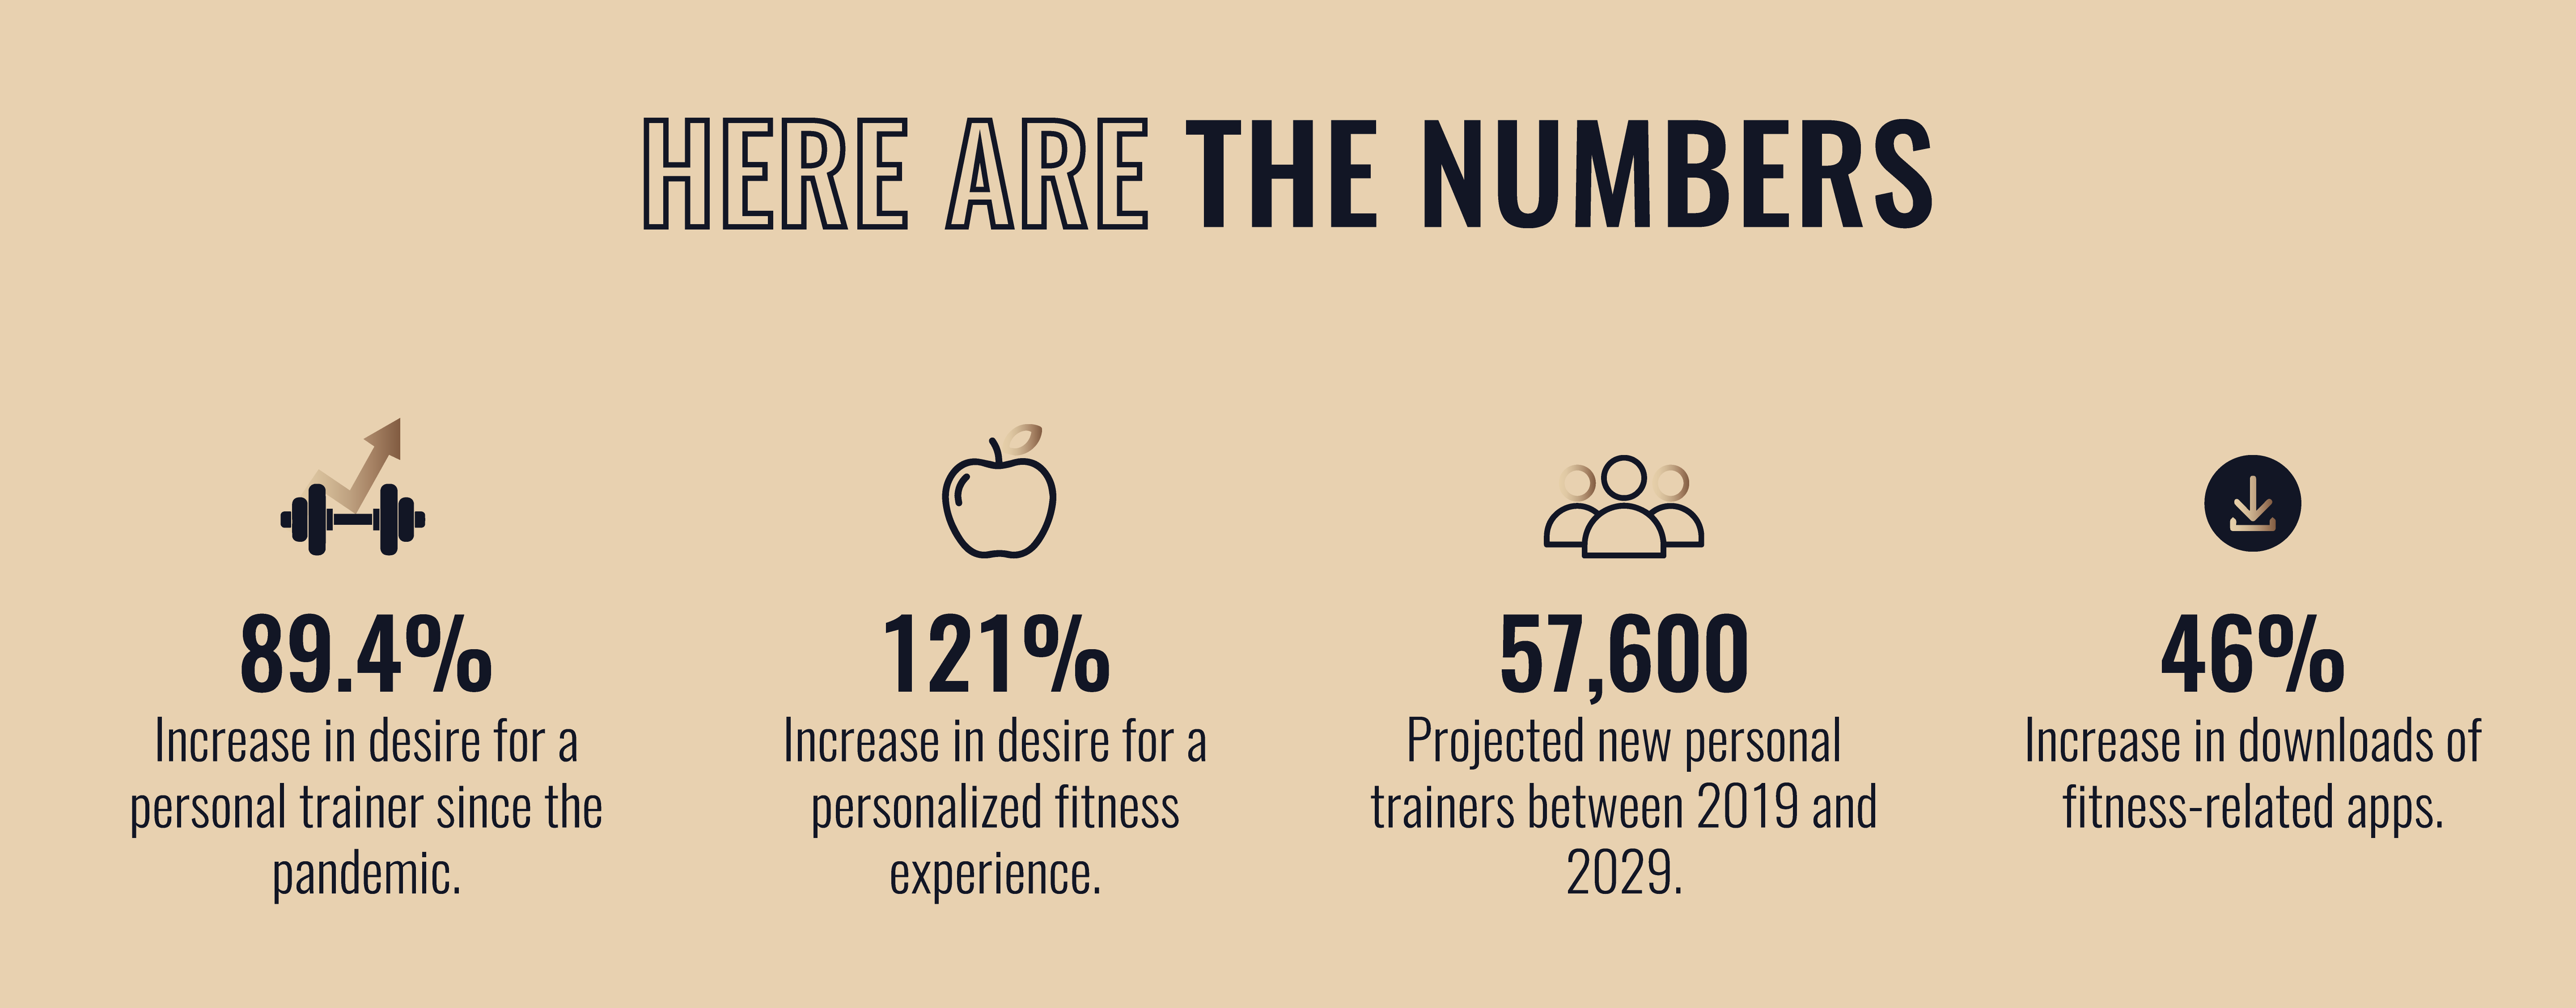 HERE ARE THE NUMBERS
89.4%
Increase in desire for a
personal trainer since the
pandemic.
121%
Increase in desire for a
personalized fitness
experience.
57,600
Projected new personal
trainers between 2019 and
2029.
46%
Increase in downloads of
fitness-related apps.